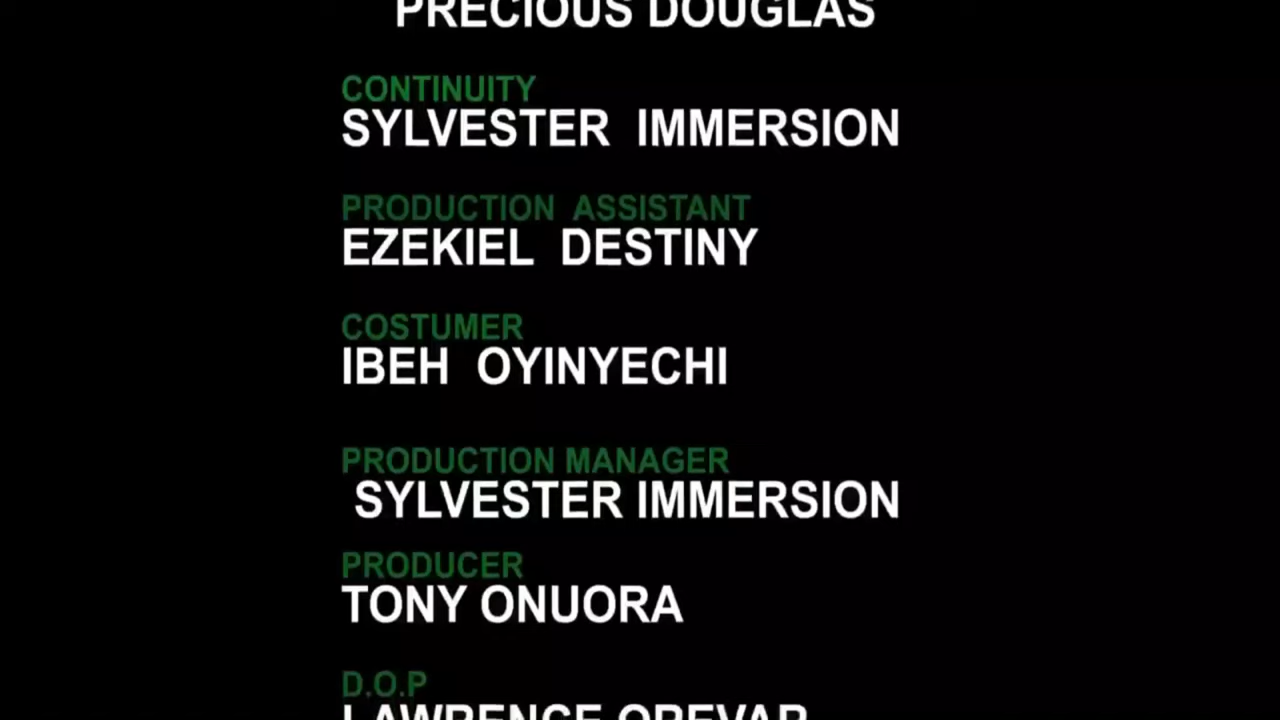 PRECIOUS DOUGLAS
CONTINUITY
SYLVESTER IMMERSION
PRODUCTION ASSISTANT
EZEKIEL DESTINY
COSTUMER
IBEH OYINYECHI
PRODUCTION MANAGER
SYLVESTER IMMERSION
PRODUCER
TONY ONUORA
D.O.P
LAWRENCE